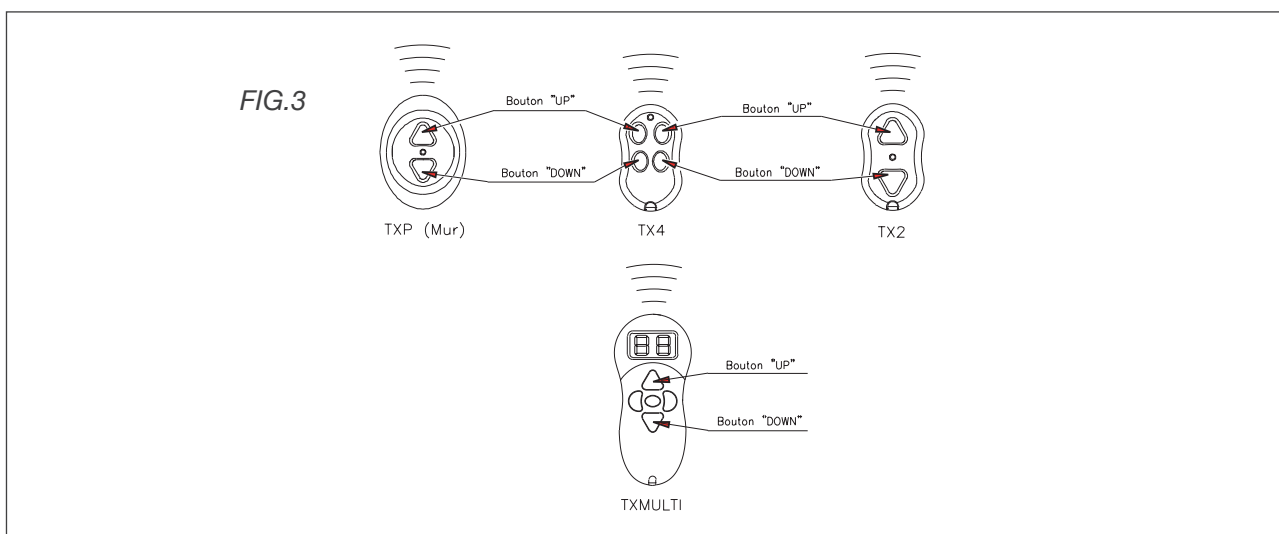 FIG.3
Bouton "UP"
Bouton "UP"
Bouton "DOWN"
Bouton "DOWN"
TXP (Mur)
TX4
TX2
88
Bouton "UP"
Bouton "DOWN"
TXMULTI